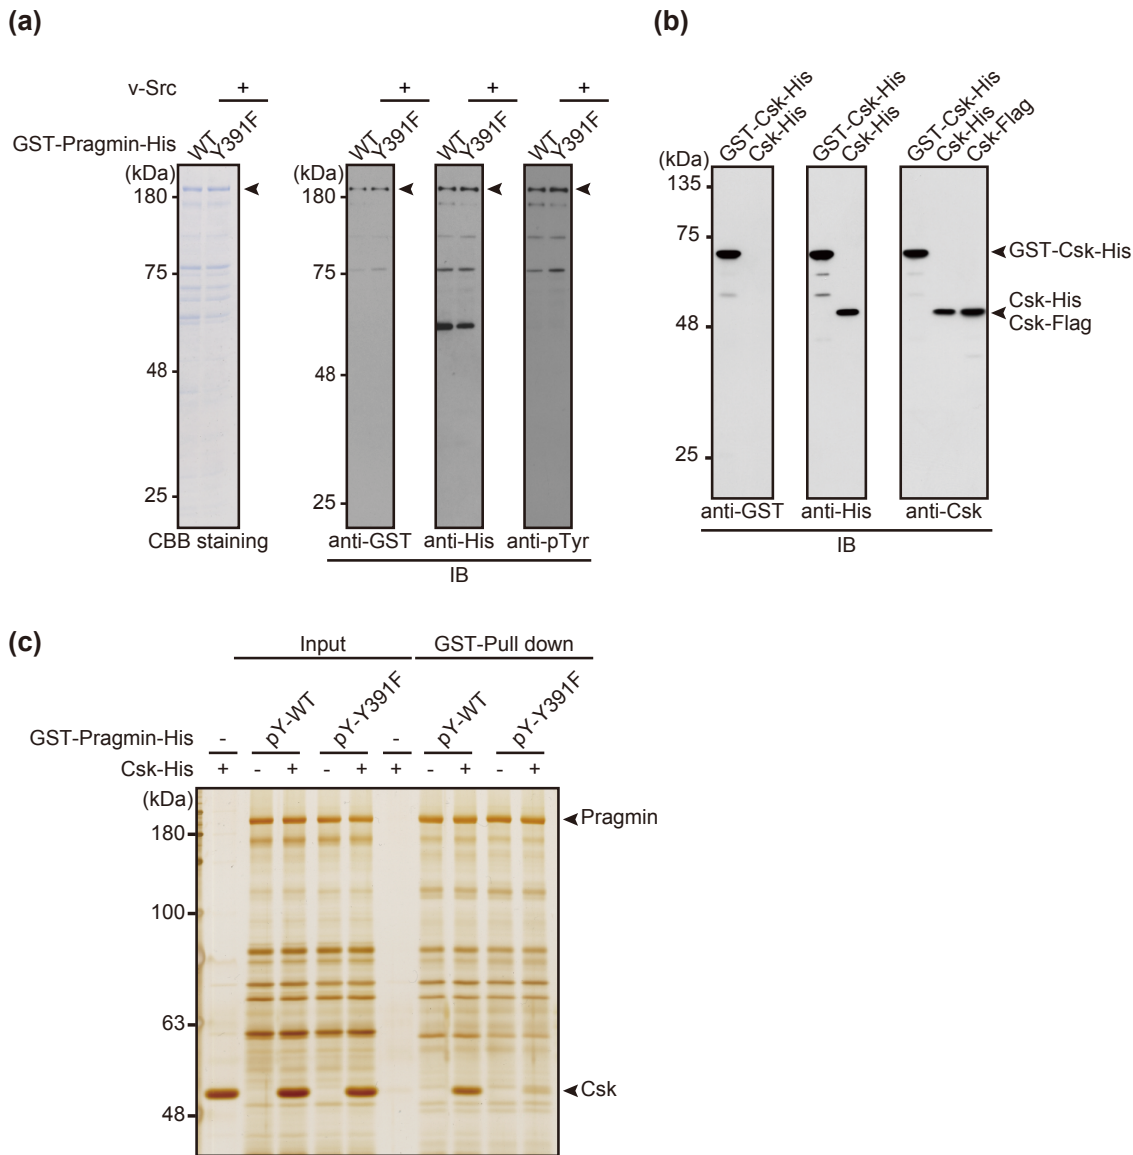 (a)
v-Src + + + +
GST-Pragmin-His WT Y391F WT Y391F WT Y391F WT Y391F
(kDa) (kDa)
180 180
75 75
48 48
25 25
CBB staining anti-GST anti-His anti-pTyr
IB
(b)
GST-Csk-His Csk-His GST-Csk-His Csk-His GST-Csk-His Csk-His Csk-Flag
(kDa)
135
75
GST-Csk-His
Csk-His
48 Csk-Flag
25
anti-GST anti-His anti-Csk
IB
(c)
Input GST-Pull down
pY-WT pY-Y391F pY-WT pY-Y391F
GST-Pragmin-His - -
Csk-His + - + - + + - + - +
(kDa)
Pragmin
180
100
63
Csk
48